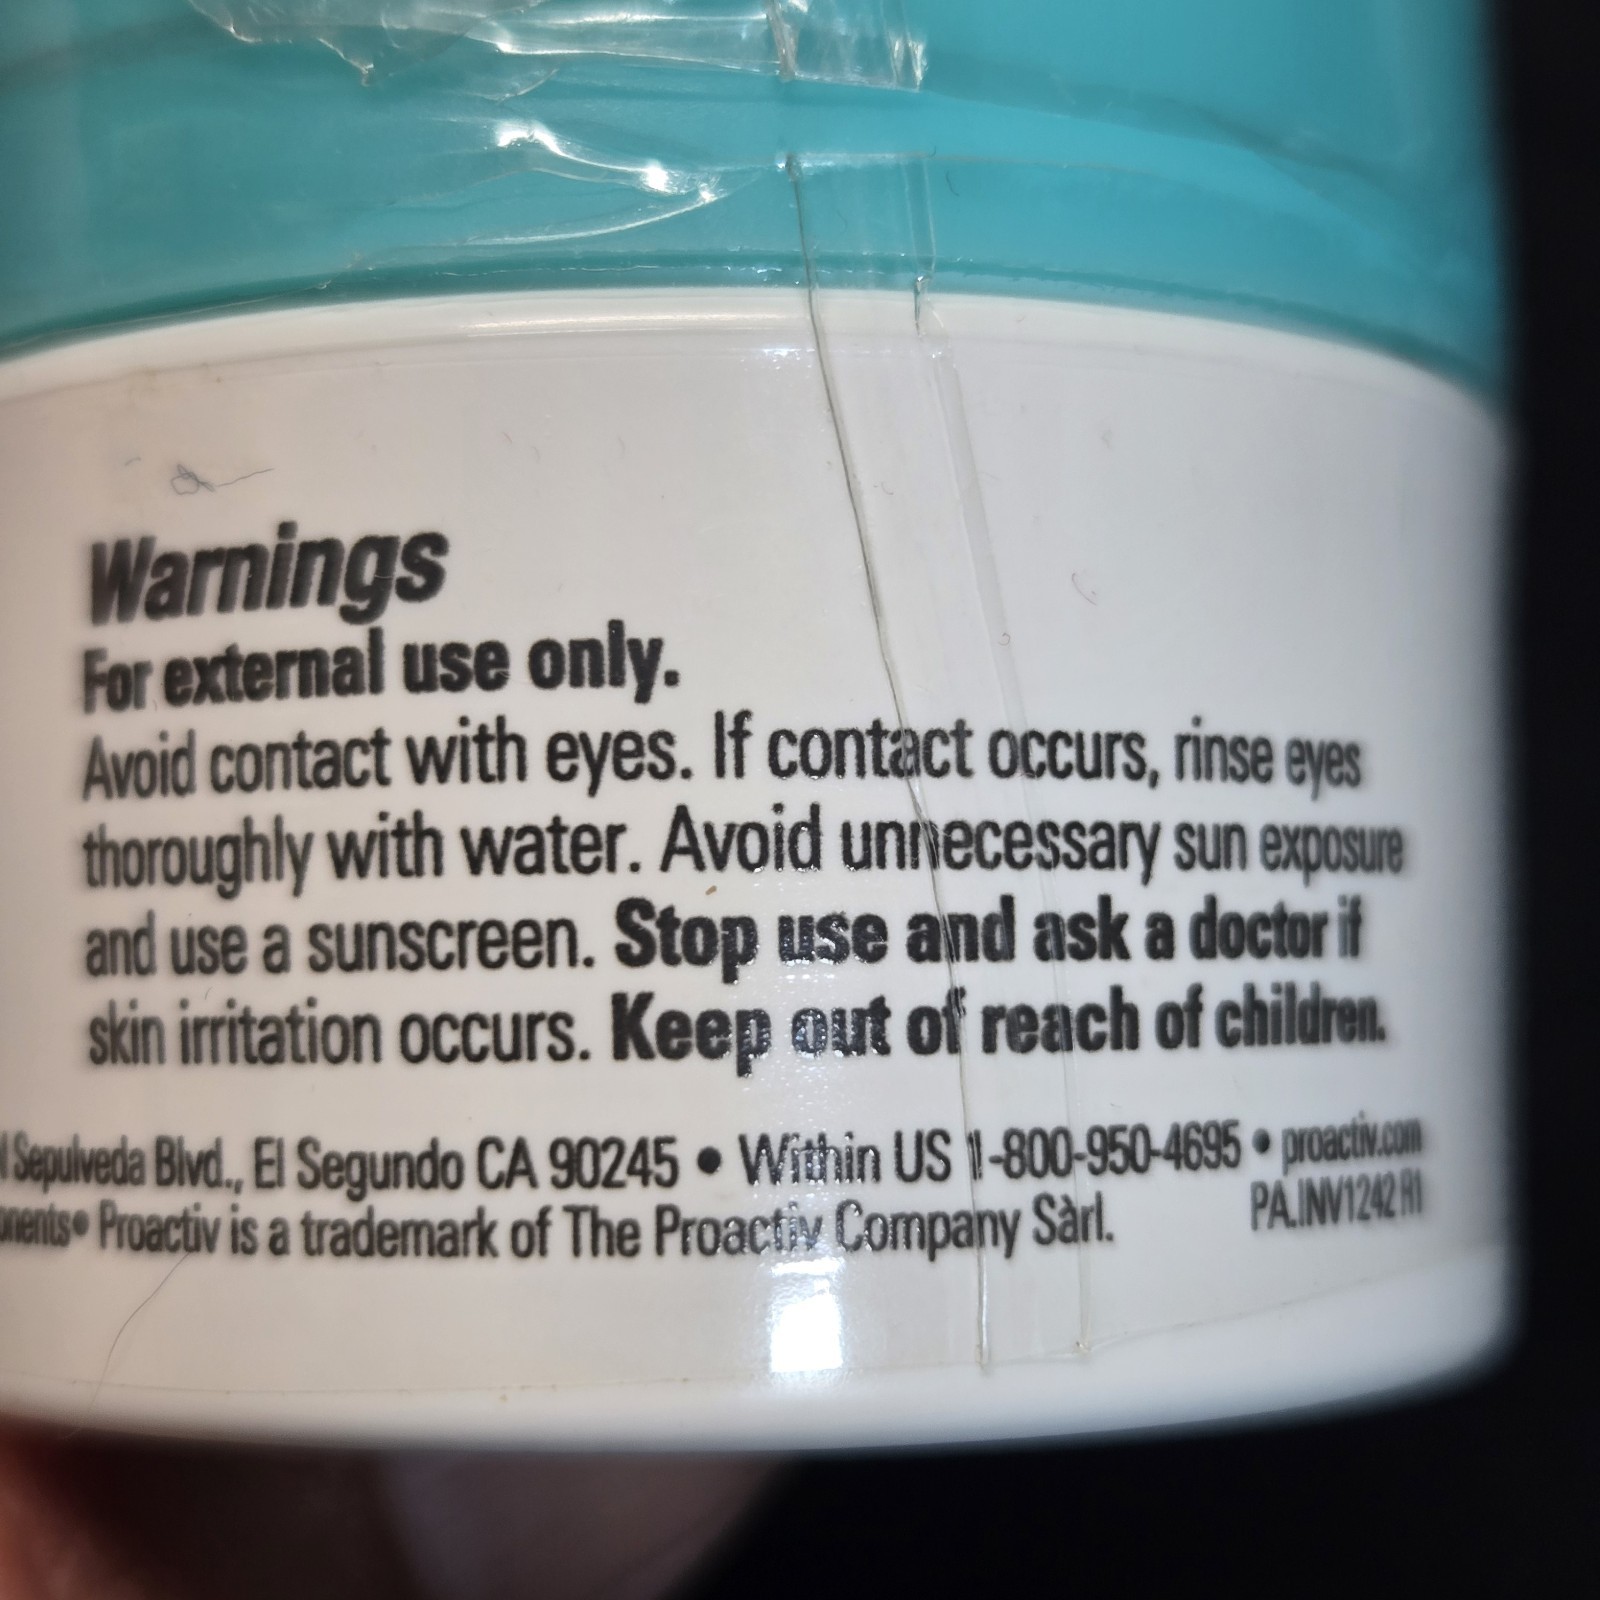 Warnings
For external use only.
Avoid contact with eyes. If contact occurs, rinse eyes
thoroughly with water. Avoid unnecessary sun exposure
and use a sunscreen. Stop use and ask a doctor if
skin irritation occurs. Keep out of reach of children.
Sepulveda Blvd., El Segundo CA 90245 • Within US 1-800-950-4695 • proactiv.com
Proactiv is a trademark of The Proactiv Company Sàrl.
PA.INV1242 R1